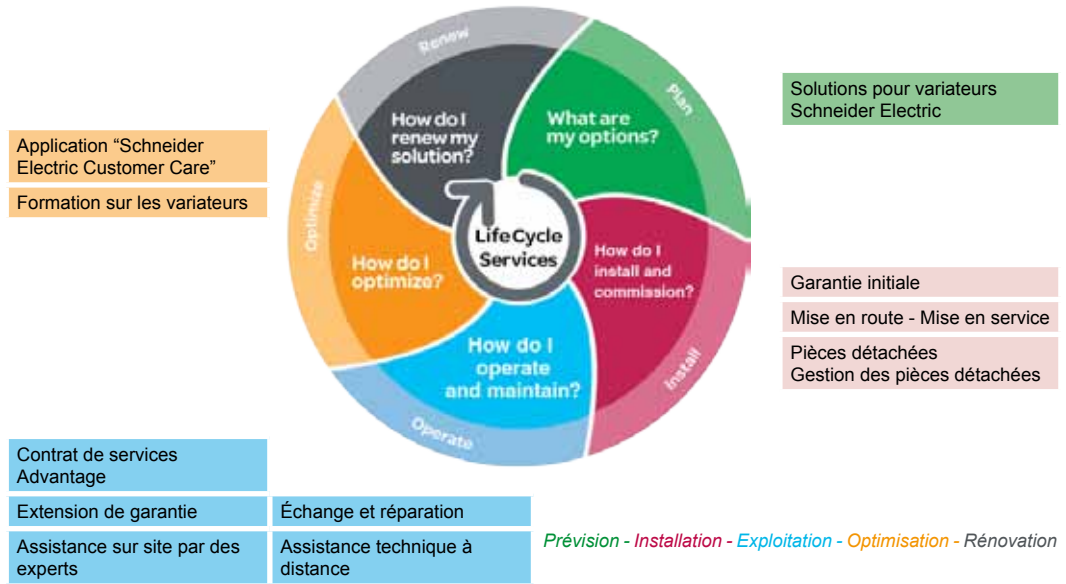 Renew
How do I
renew my
solution?
Plan
What are
my options?
Solutions pour variateurs
Schneider Electric
Application “Schneider
Electric Customer Care”
Formation sur les variateurs
Optimize
How do I
optimize?
LifeCycle
Services
How do I
install and
commission?
Install
Garantie initiale
Mise en route - Mise en service
Pièces détachées
Gestion des pièces détachées
How do I
operate
and maintain?
Operate
Contrat de services
Advantage
Extension de garantie
Échange et réparation
Assistance sur site par des
experts
Assistance technique à
distance
Prévision - Installation - Exploitation - Optimisation - Rénovation